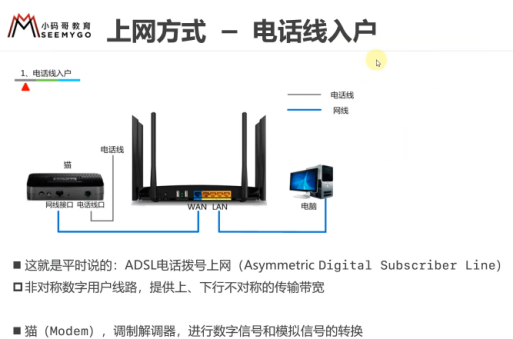 小码哥教育
SEEMYGO
上网方式 － 电话线入户
1、电话线入户
电话线
网线
电话线
猫
网线接口 电话线口
WAN LAN
电脑
■ 这就是平时说的：ADSL电话拨号上网（Asymmetric Digital Subscriber Line）
非对称数字用户线路，提供上、下行不对称的传输带宽
■ 猫（Modem），调制解调器，进行数字信号和模拟信号的转换